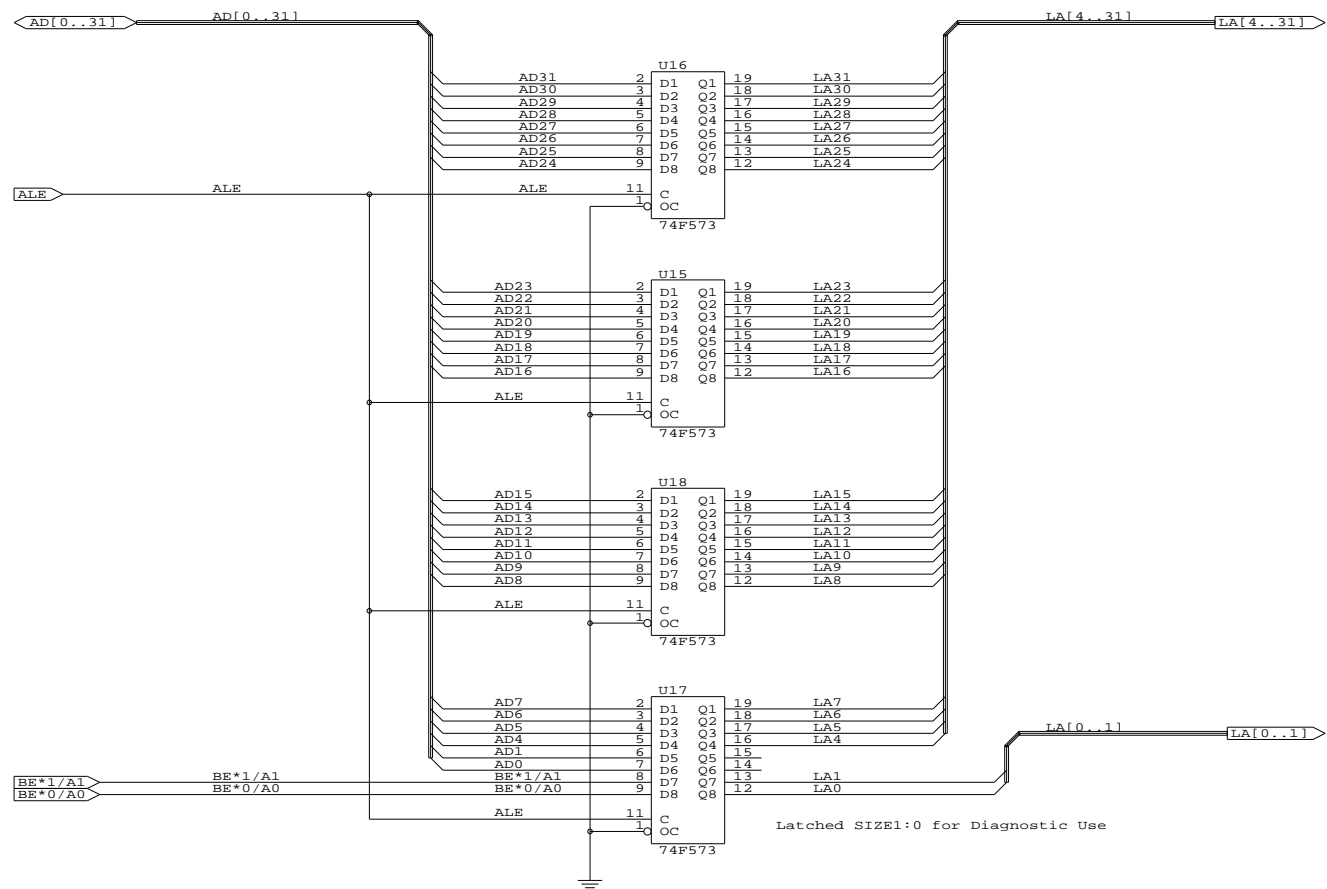 AD[0..31] AD[0..31] LA[4..31] LA[4..31]
U16
AD31 2 D1 Q1 19 LA31
AD30 3 D2 Q2 18 LA30
AD29 4 D3 Q3 17 LA29
AD28 5 D4 Q4 16 LA28
AD27 6 D5 Q5 15 LA27
AD26 7 D6 Q6 14 LA26
AD25 8 D7 Q7 13 LA25
AD24 9 D8 Q8 12 LA24
ALE ALE ALE 11 C
1 OC
74F573
U15
AD23 2 D1 Q1 19 LA23
AD22 3 D2 Q2 18 LA22
AD21 4 D3 Q3 17 LA21
AD20 5 D4 Q4 16 LA20
AD19 6 D5 Q5 15 LA19
AD18 7 D6 Q6 14 LA18
AD17 8 D7 Q7 13 LA17
AD16 9 D8 Q8 12 LA16
ALE 11 C
1 OC
74F573
U18
AD15 2 D1 Q1 19 LA15
AD14 3 D2 Q2 18 LA14
AD13 4 D3 Q3 17 LA13
AD12 5 D4 Q4 16 LA12
AD11 6 D5 Q5 15 LA11
AD10 7 D6 Q6 14 LA10
AD9 8 D7 Q7 13 LA9
AD8 9 D8 Q8 12 LA8
ALE 11 C
1 OC
74F573
U17
AD7 2 D1 Q1 19 LA7
AD6 3 D2 Q2 18 LA6
AD5 4 D3 Q3 17 LA5 LA[0..1] LA[0..1]
AD4 5 D4 Q4 16 LA4
AD1 6 D5 Q5 15
AD0 7 D6 Q6 14
BE*1/A1 BE*1/A1 BE*1/A1 8 D7 Q7 13 LA1
BE*0/A0 BE*0/A0 BE*0/A0 9 D8 Q8 12 LA0
ALE 11 C
1 OC
Latched SIZE1:0 for Diagnostic Use
74F573